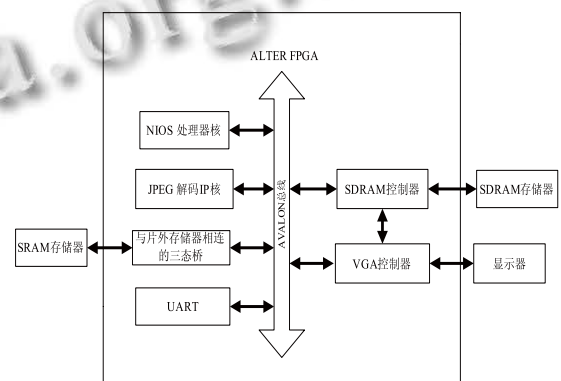 a.org
ALTER FPGA
NIOS 处理器核
JPEG 解码IP核
SRAM存储器
与片外存储器相连
的三态桥
UART
AVALON总线
SDRAM控制器
SDRAM存储器
VGA控制器
显示器